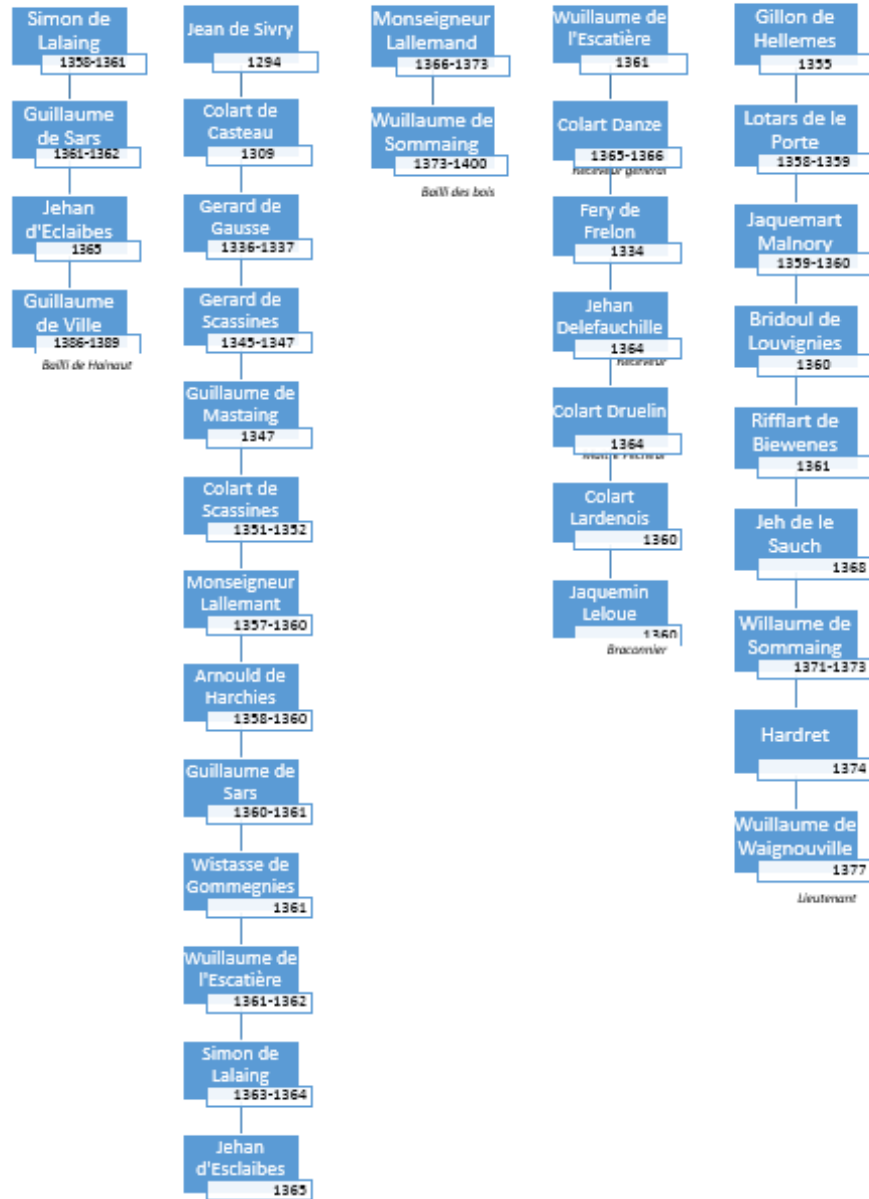 Simon de
Lalaing
1358-1361
Guillaume
de Sars
1361-1362
Jehan
d'Eclaibes
1365
Guillaume
de Ville
1386-1389
Bailli de Hainaut
Jean de Sivry
1294
Colart de
Casteau
1309
Gerard de
Gausse
1336-1337
Gerard de
Scassines
1345-1347
Guillaume de
Mastaing
1347
Colart de
Scassines
1351-1352
Monseigneur
Lallemant
1357-1360
Arnould de
Harchies
1358-1360
Guillaume de
Sars
1360-1361
Wistasse de
Gommegnies
1361
Wuillaume de
l'Escatière
1361-1362
Simon de
Lalaing
1363-1364
Jehan
d'Esclaibes
1365
Monseigneur
Lallemand
1366-1373
Wuillaume de
Sommaing
1373-1400
Bailli des bois
Wuillaume de
l'Escatière
1361
Colart Danze
1365-1366
Receveur général
Fery de
Frelon
1334
Jehan
Delefauchille
1364
Receveur
Colart Druelin
1364
Colart
Lardenois
1360
Jaquemin
Leloue
1360
Braconnier
Gillon de
Hellemes
1355
Lotars de le
Porte
1358-1359
Jaquemart
Malnory
1359-1360
Bridoul de
Louvignies
1360
Rifflart de
Biewenes
1361
Jeh de le
Sauch
1368
Willaume de
Sommaing
1371-1373
Hardret
1374
Wuillaume de
Waignouville
1377
Lieutenant